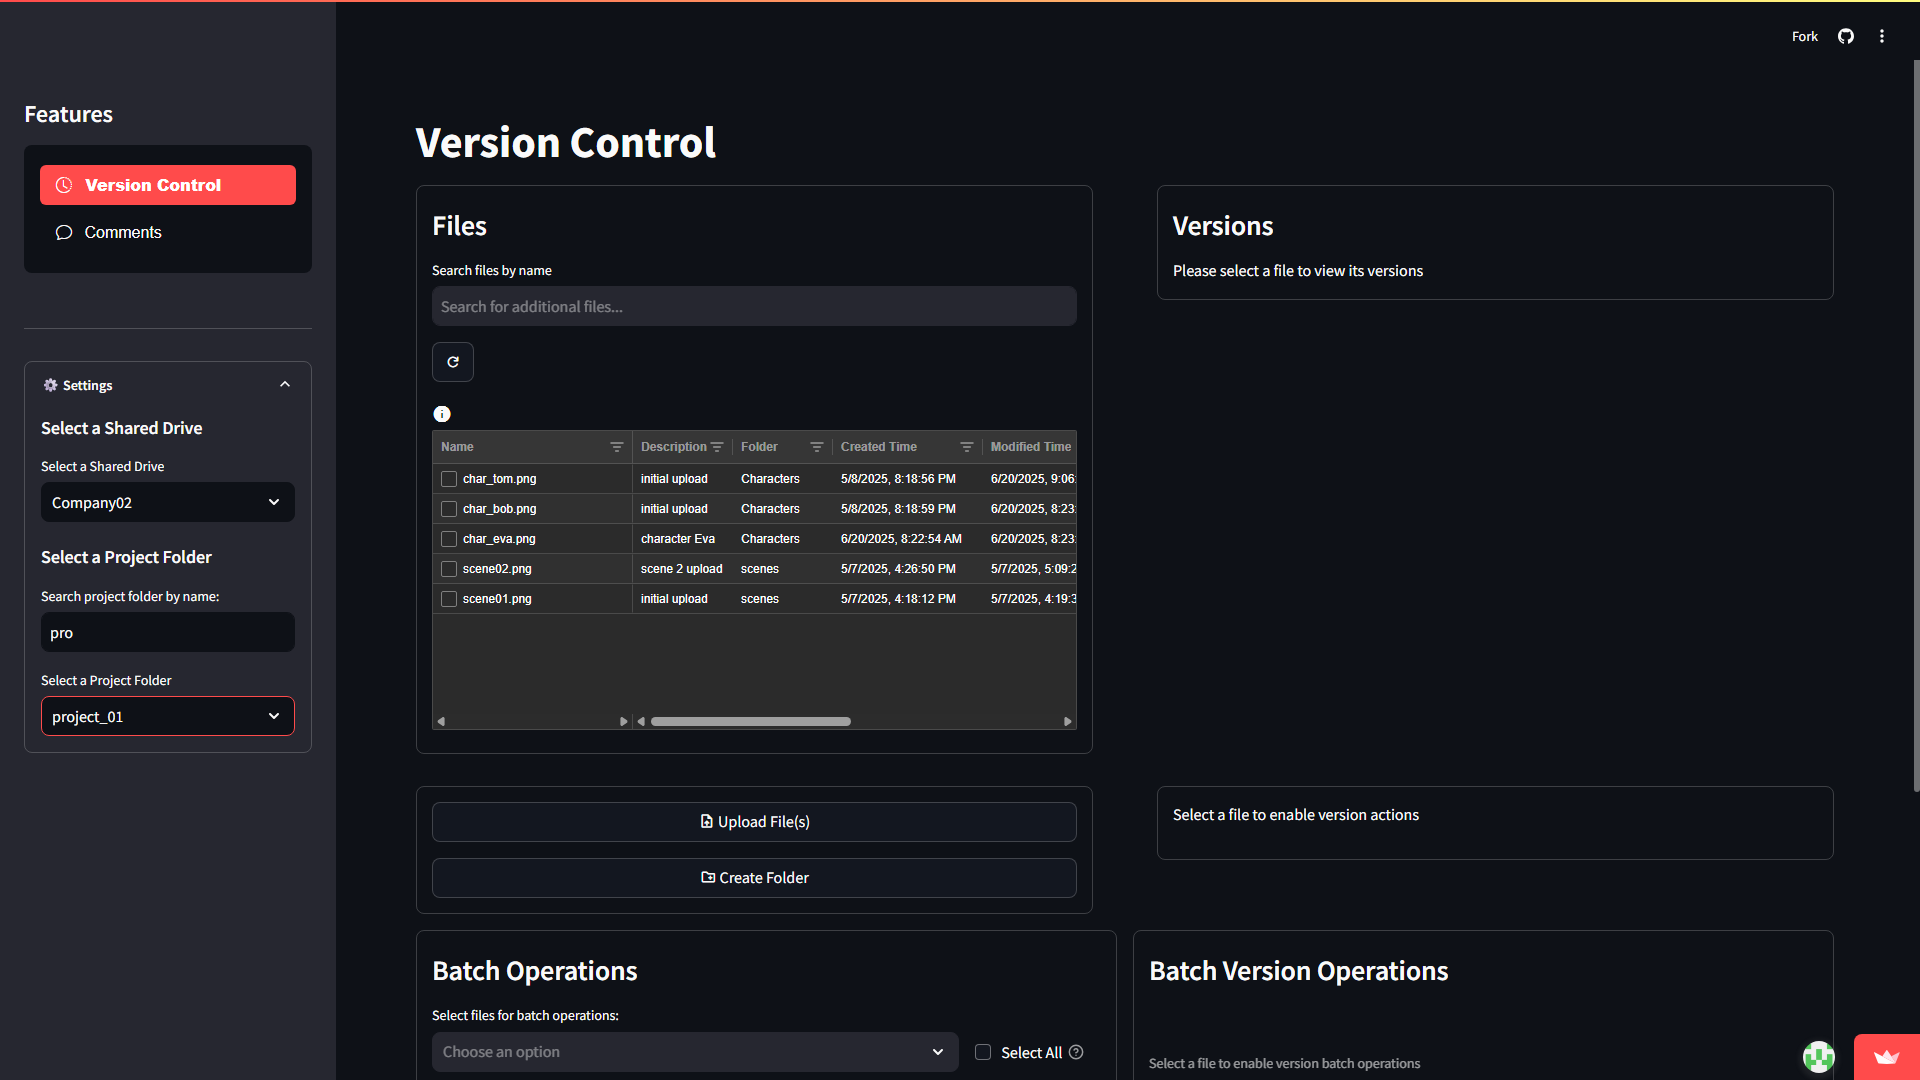 Fork
Features
Version Control
Comments
Settings
Select a Shared Drive
Select a Shared Drive
Company02
Select a Project Folder
Search project folder by name:
pro
Select a Project Folder
project_01
Version Control
Files
Search files by name
Search for additional files...
Name Description Folder Created Time Modified Time
char_tom.png initial upload Characters 5/8/2025, 8:18:56 PM 6/20/2025, 9:06:
char_bob.png initial upload Characters 5/8/2025, 8:18:59 PM 6/20/2025, 8:23:
char_eva.png character Eva Characters 6/20/2025, 8:22:54 AM 6/20/2025, 8:23:
scene02.png scene 2 upload scenes 5/7/2025, 4:26:50 PM 5/7/2025, 5:09:2
scene01.png initial upload scenes 5/7/2025, 4:18:12 PM 5/7/2025, 4:19:3
Versions
Please select a file to view its versions
Upload File(s)
Create Folder
Select a file to enable version actions
Batch Operations
Select files for batch operations:
Choose an option
Select All
Batch Version Operations
Select a file to enable version batch operations